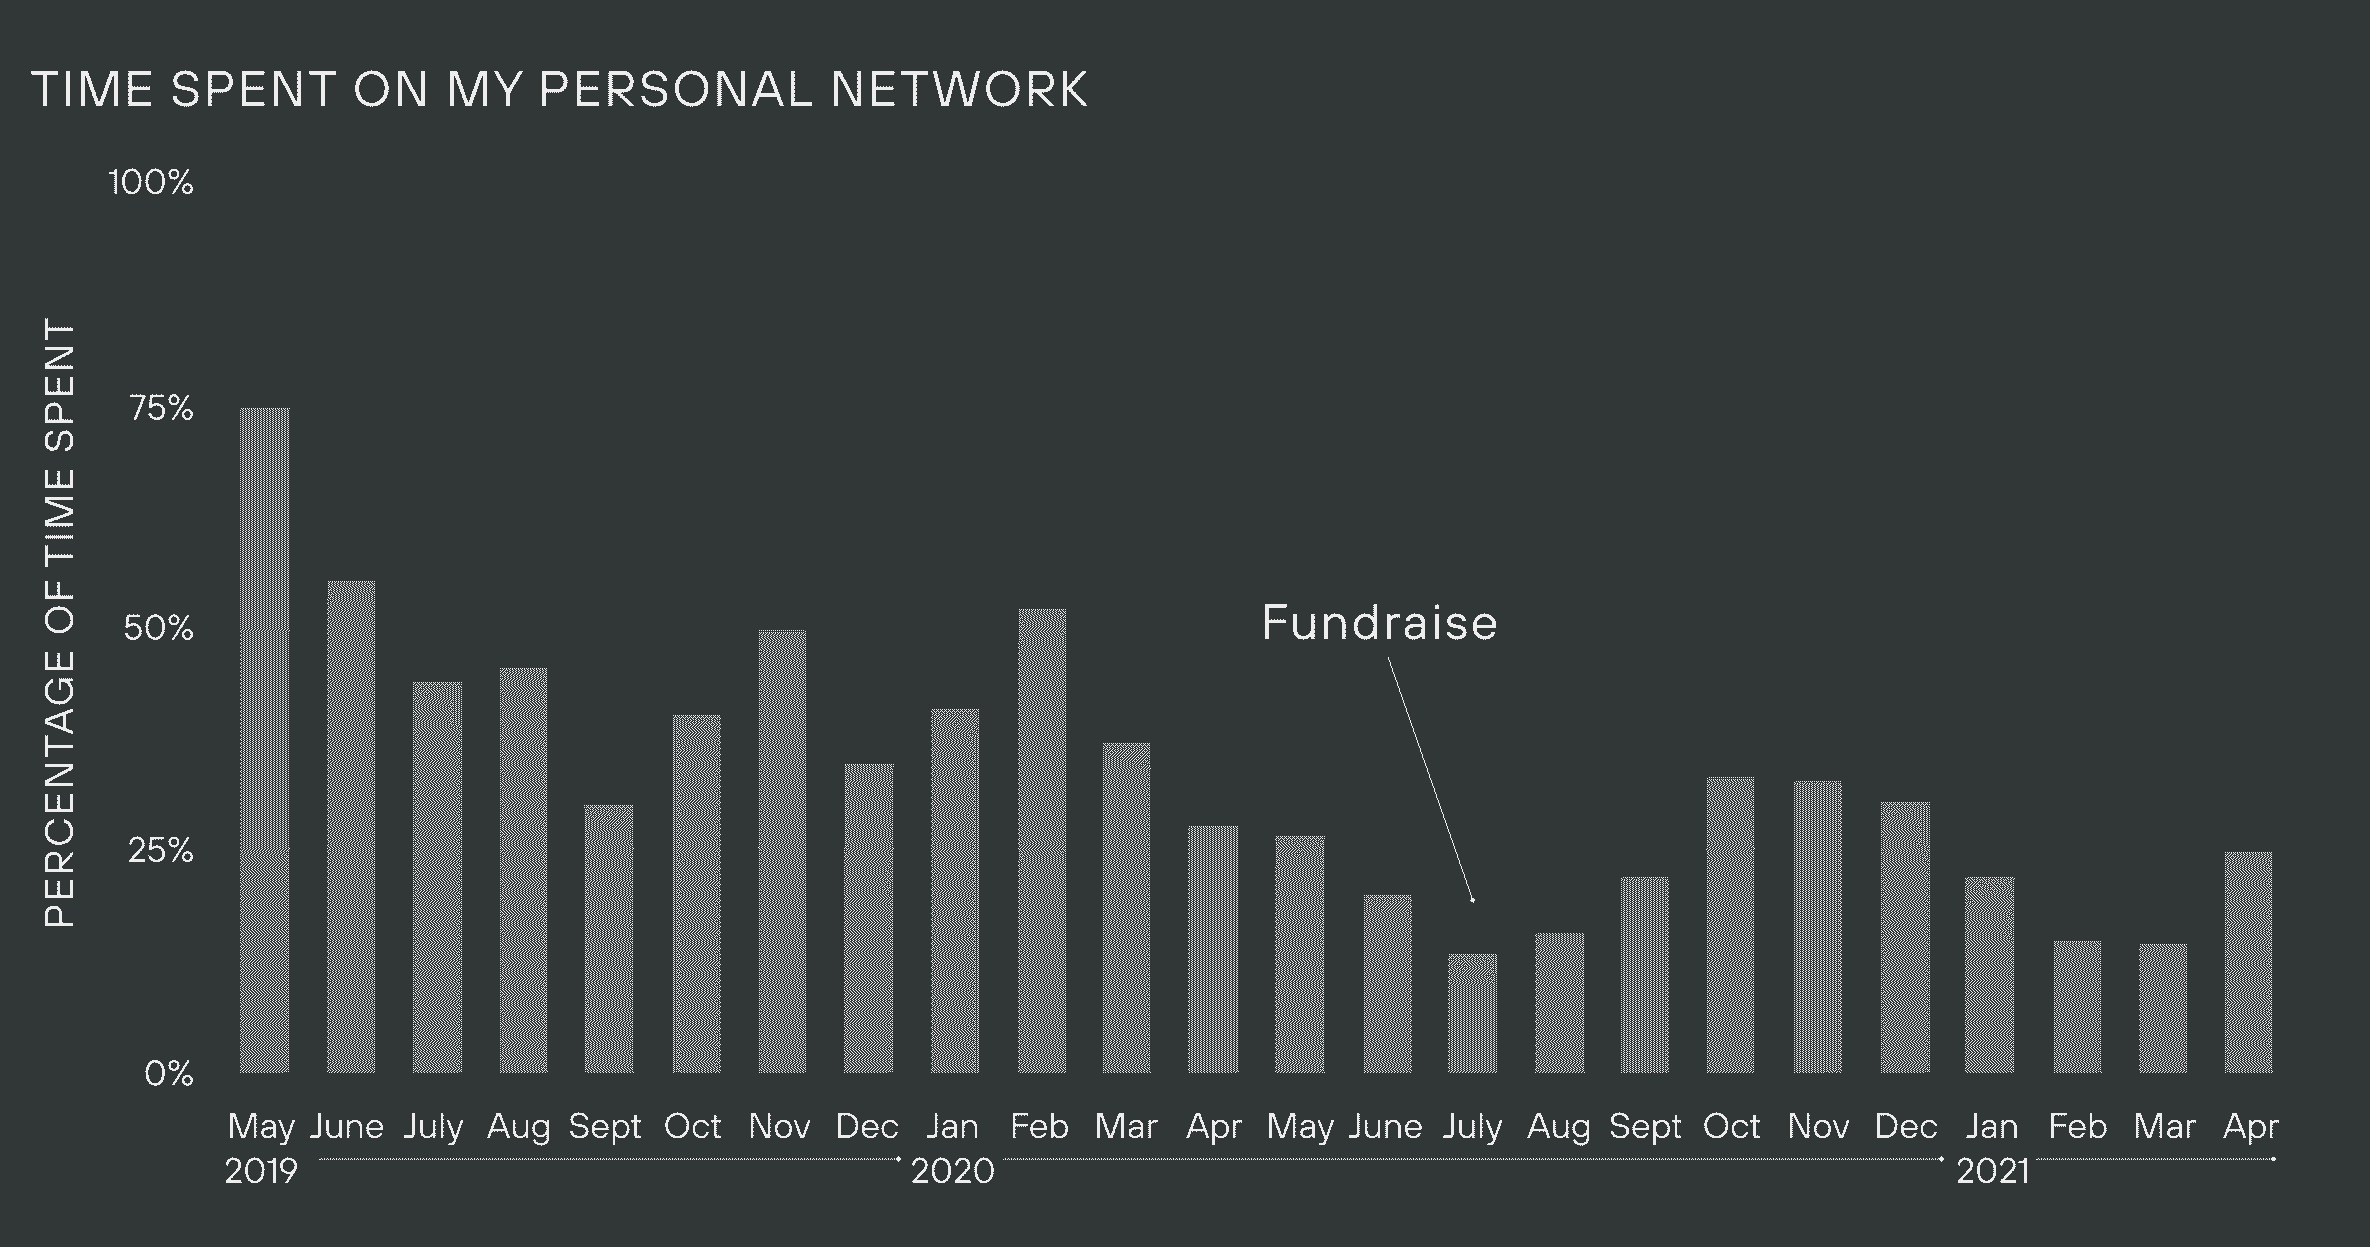 TIME SPENT ON MY PERSONAL NETWORK
PERCENTAGE OF TIME SPENT
100%
75%
50%
25%
0%
Fundraise
May June July Aug Sept Oct Nov Dec Jan Feb Mar Apr May June July Aug Sept Oct Nov Dec Jan Feb Mar Apr
2019 2020 2021